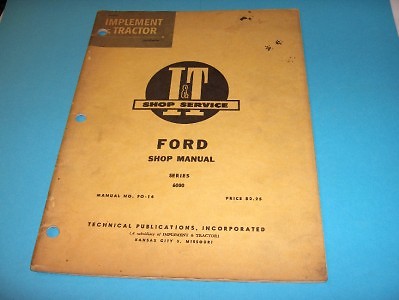 IMPLEMENT
& TRACTOR
I&T
SHOP SERVICE
FORD
SHOP MANUAL
SERIES
6000
MANUAL NO. FO-14 PRICE $2.95
TECHNICAL PUBLICATIONS, INCORPORATED
(A subsidiary of IMPLEMENT & TRACTOR)
KANSAS CITY 5, MISSOURI